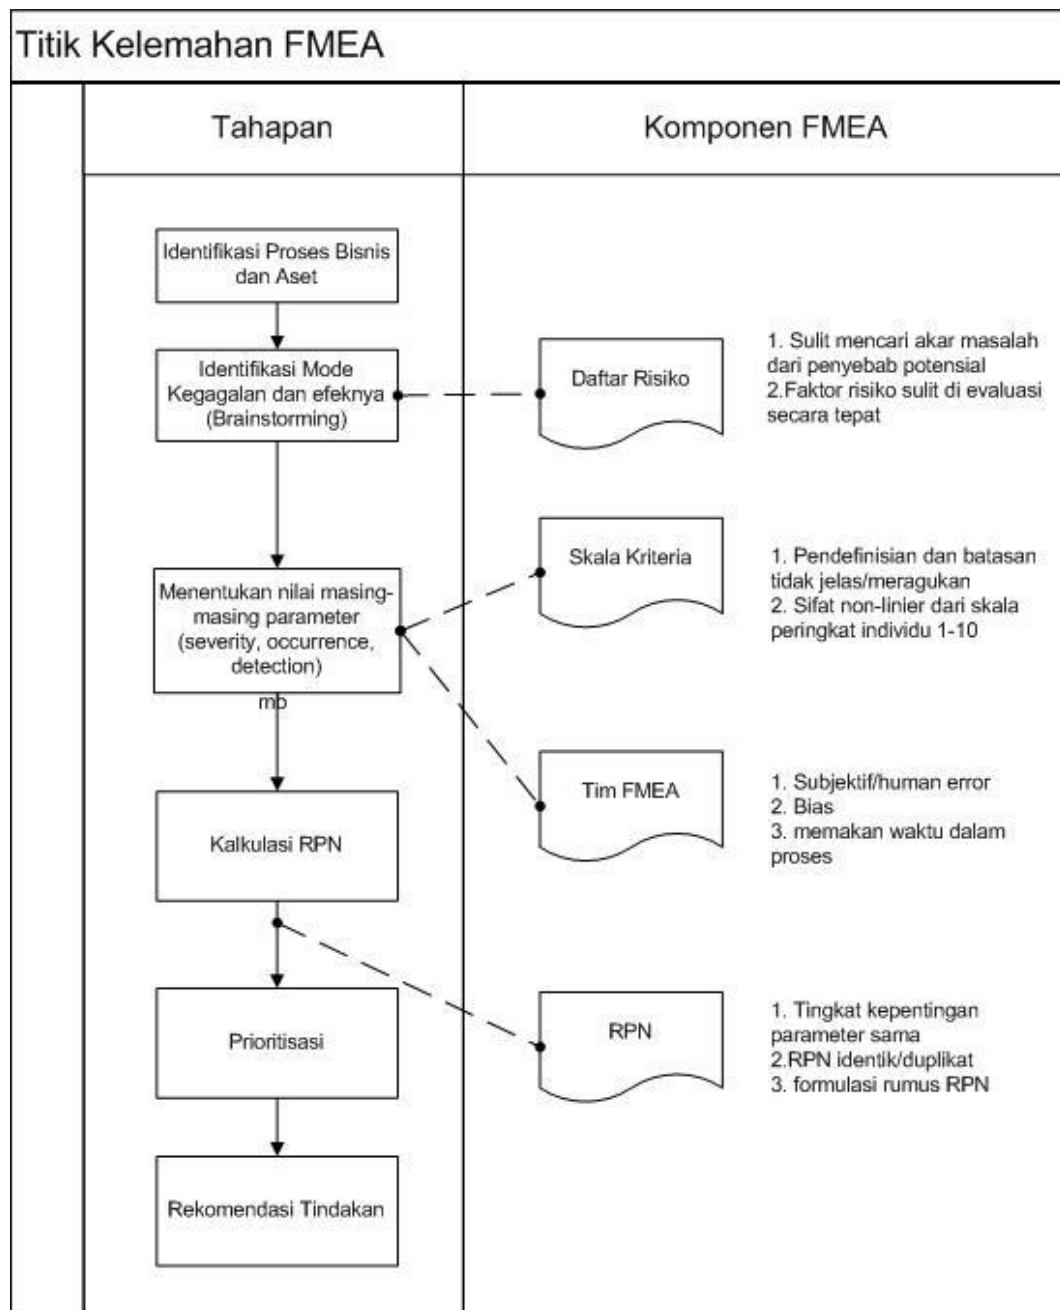 Titik Kelemahan FMEA
Tahapan
Komponen FMEA
Identifikasi Proses Bisnis
dan Aset
Identifikasi Mode
Kegagalan dan efeknya
(Brainstorming)
Daftar Risiko
1. Sulit mencari akar masalah
dari penyebab potensial
2.Faktor risiko sulit di evaluasi
secara tepat
Menentukan nilai masing-
masing parameter
(severity, occurrence,
detection)
mb
Skala Kriteria
1. Pendefinisian dan batasan
tidak jelas/meragukan
2. Sifat non-linier dari skala
peringkat individu 1-10
Tim FMEA
1. Subjektif/human error
2. Bias
3. memakan waktu dalam
proses
Kalkulasi RPN
Prioritisasi
RPN
1. Tingkat kepentingan
parameter sama
2.RPN identik/duplikat
3. formulasi rumus RPN
Rekomendasi Tindakan